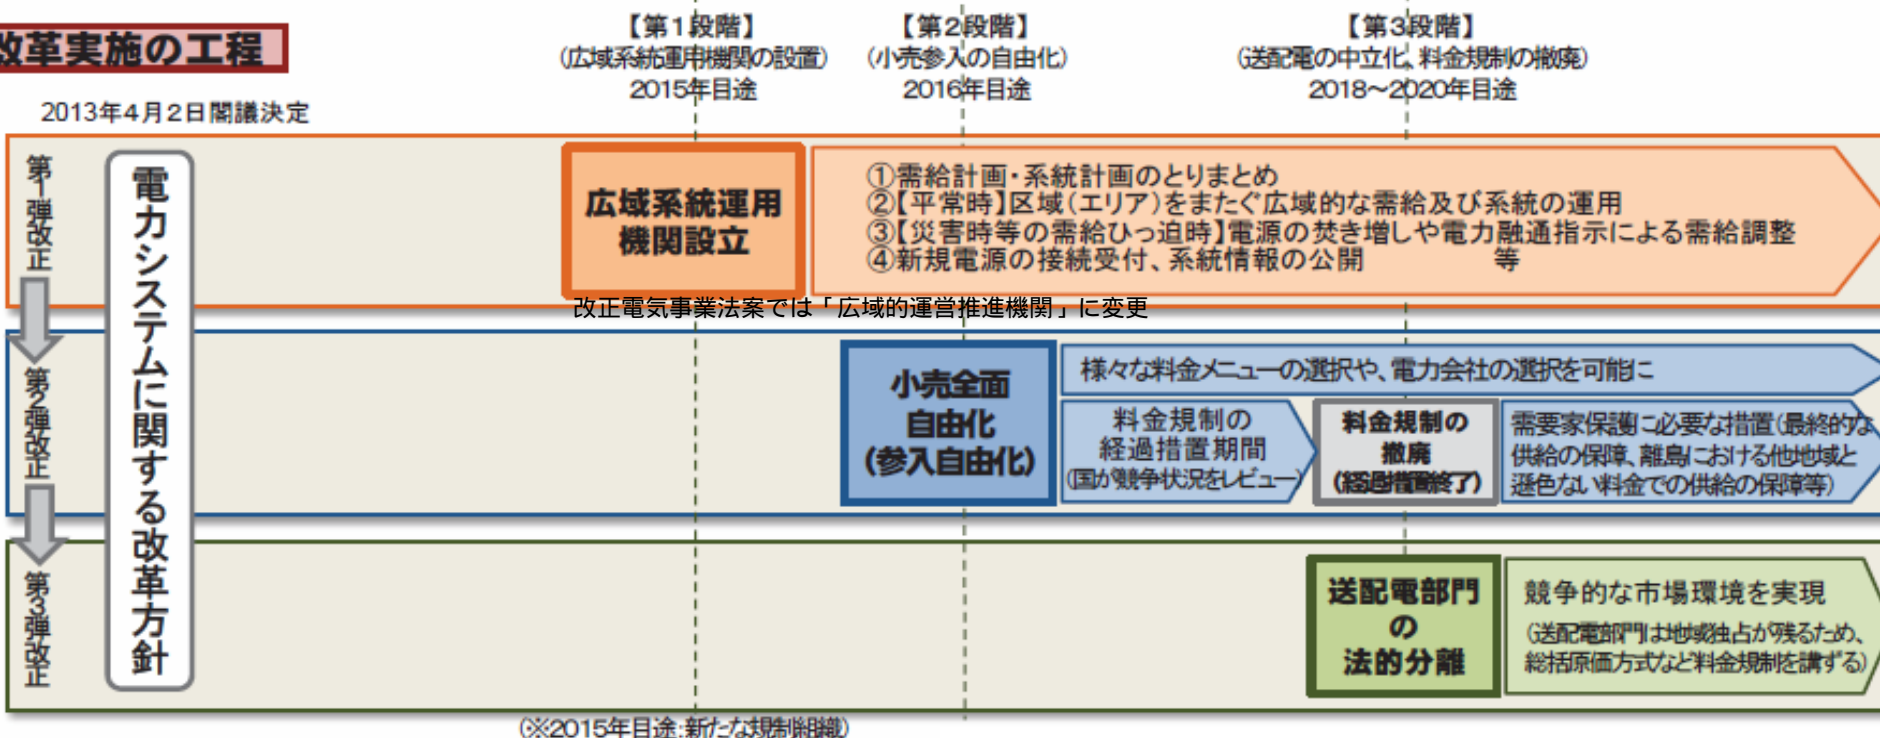 改革実施の工程
2013年4月2日閣議決定
【第1段階】
(広域系統運用機関の設置)
2015年目途
【第2段階】
(小売参入の自由化)
2016年目途
【第3段階】
(送配電の中立化、料金規制の撤廃)
2018～2020年目途
電力システムに関する改革方針
第1弾改正
広域系統運用
機関設立
①需給計画・系統計画のとりまとめ
②【平常時】区域(エリア)をまたぐ広域的な需給及び系統の運用
③【災害時等の需給ひっ迫時】電源の焚き増しや電力融通指示による需給調整
④新規電源の接続受付、系統情報の公開　　　　　等
改正電気事業法案では「広域的運営推進機関」に変更
第2弾改正
小売全面
自由化
(参入自由化)
様々な料金メニューの選択や、電力会社の選択を可能に
料金規制の
経過措置期間
(国が競争状況をレビュー)
料金規制の
撤廃
(経過措置終了)
需要家保護に必要な措置(最終的な
供給の保障、離島における他地域と
遜色ない料金での供給の保障等)
第3弾改正
送配電部門
の
法的分離
競争的な市場環境を実現
(送配電部門は地域独占が残るため、
総括原価方式など料金規制を講ずる)
(※2015年目途:新たな規制組織)